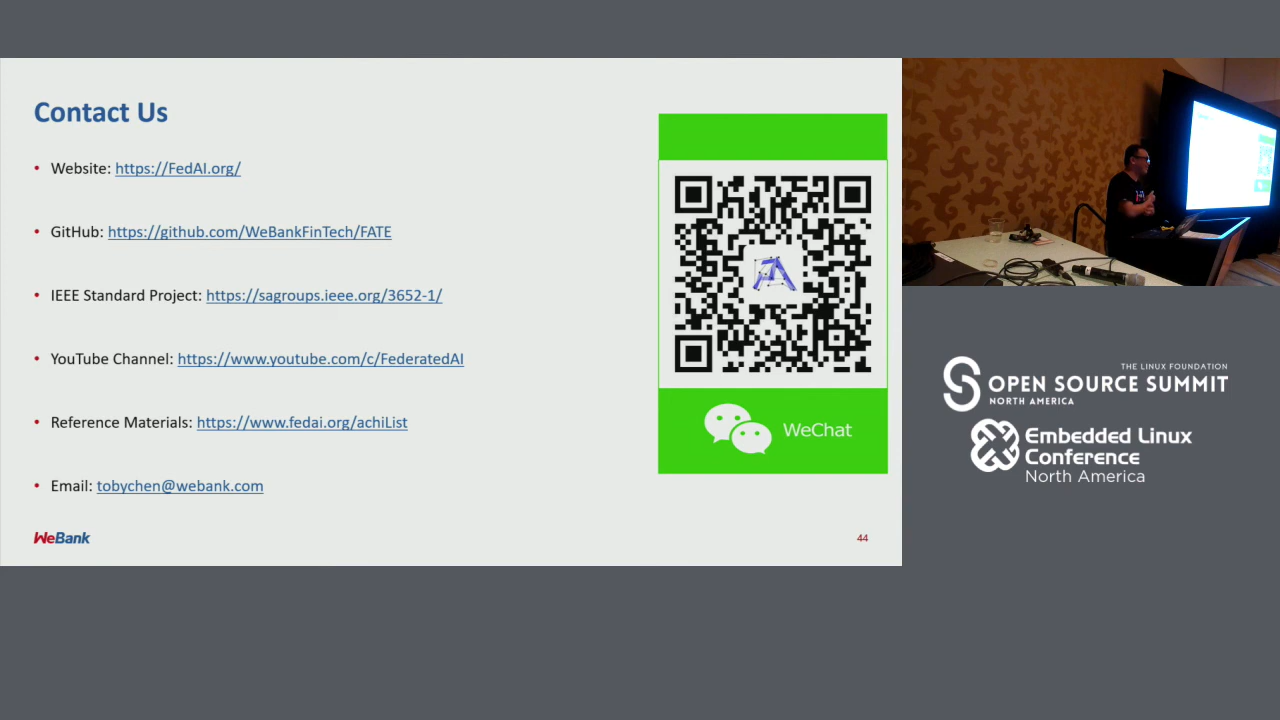 Contact Us
• Website: https://FedAI.org/
• GitHub: https://github.com/WeBankFinTech/FATE
• IEEE Standard Project: https://sagroups.ieee.org/3652-1/
• YouTube Channel: https://www.youtube.com/c/FederatedAI
• Reference Materials: https://www.fedai.org/achiList
• Email: tobychen@webank.com
WeBank
44
WeChat
THE LINUX FOUNDATION
OPEN SOURCE SUMMIT
NORTH AMERICA
Embedded Linux
Conference
North America